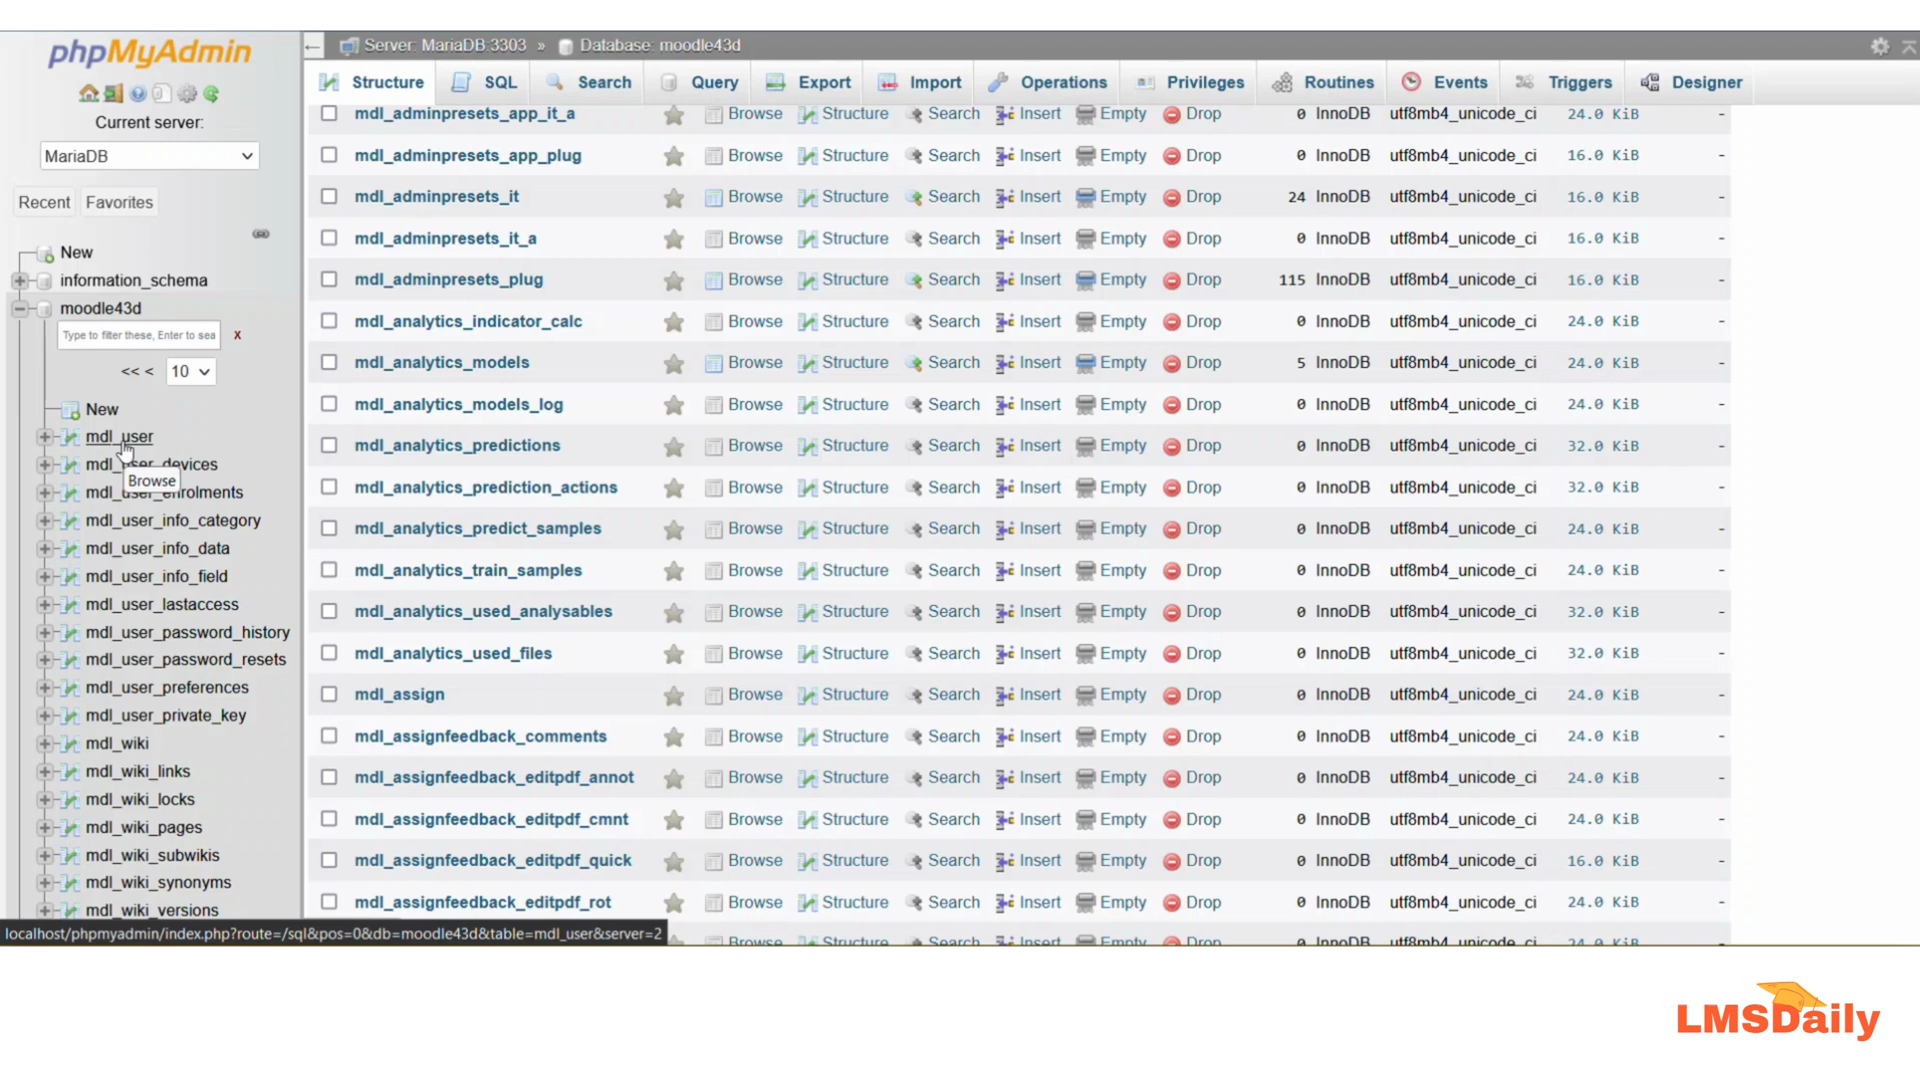 phpMyAdmin
Current server:
MariaDB
Recent Favorites
New
information_schema
moodle43d
Type to filter these, Enter to sea x
<< < 10
New
mdl_user
mdl_user_devices
Browse
mdl_user_enrolments
mdl_user_info_category
mdl_user_info_data
mdl_user_info_field
mdl_user_lastaccess
mdl_user_password_history
mdl_user_password_resets
mdl_user_preferences
mdl_user_private_key
mdl_wiki
mdl_wiki_links
mdl_wiki_locks
mdl_wiki_pages
mdl_wiki_subwikis
mdl_wiki_synonyms
mdl_wiki_versions
localhost/phpmyadmin/index.php?route=/sql&pos=0&db=moodle43d&table=mdl_user&server=2
Server: MariaDB:3303 » Database: moodle43d
Structure SQL Search Query Export Import Operations Privileges Routines Events Triggers Designer
mdl_adminpresets_app_it_a Browse Structure Search Insert Empty Drop 0 InnoDB utf8mb4_unicode_ci 24.0 KiB -
mdl_adminpresets_app_plug Browse Structure Search Insert Empty Drop 0 InnoDB utf8mb4_unicode_ci 16.0 KiB -
mdl_adminpresets_it Browse Structure Search Insert Empty Drop 24 InnoDB utf8mb4_unicode_ci 16.0 KiB -
mdl_adminpresets_it_a Browse Structure Search Insert Empty Drop 0 InnoDB utf8mb4_unicode_ci 16.0 KiB -
mdl_adminpresets_plug Browse Structure Search Insert Empty Drop 115 InnoDB utf8mb4_unicode_ci 16.0 KiB -
mdl_analytics_indicator_calc Browse Structure Search Insert Empty Drop 0 InnoDB utf8mb4_unicode_ci 24.0 KiB -
mdl_analytics_models Browse Structure Search Insert Empty Drop 5 InnoDB utf8mb4_unicode_ci 24.0 KiB -
mdl_analytics_models_log Browse Structure Search Insert Empty Drop 0 InnoDB utf8mb4_unicode_ci 24.0 KiB -
mdl_analytics_predictions Browse Structure Search Insert Empty Drop 0 InnoDB utf8mb4_unicode_ci 32.0 KiB -
mdl_analytics_prediction_actions Browse Structure Search Insert Empty Drop 0 InnoDB utf8mb4_unicode_ci 32.0 KiB -
mdl_analytics_predict_samples Browse Structure Search Insert Empty Drop 0 InnoDB utf8mb4_unicode_ci 24.0 KiB -
mdl_analytics_train_samples Browse Structure Search Insert Empty Drop 0 InnoDB utf8mb4_unicode_ci 24.0 KiB -
mdl_analytics_used_analysables Browse Structure Search Insert Empty Drop 0 InnoDB utf8mb4_unicode_ci 32.0 KiB -
mdl_analytics_used_files Browse Structure Search Insert Empty Drop 0 InnoDB utf8mb4_unicode_ci 32.0 KiB -
mdl_assign Browse Structure Search Insert Empty Drop 0 InnoDB utf8mb4_unicode_ci 24.0 KiB -
mdl_assignfeedback_comments Browse Structure Search Insert Empty Drop 0 InnoDB utf8mb4_unicode_ci 24.0 KiB -
mdl_assignfeedback_editpdf_annot Browse Structure Search Insert Empty Drop 0 InnoDB utf8mb4_unicode_ci 24.0 KiB -
mdl_assignfeedback_editpdf_cmnt Browse Structure Search Insert Empty Drop 0 InnoDB utf8mb4_unicode_ci 24.0 KiB -
mdl_assignfeedback_editpdf_quick Browse Structure Search Insert Empty Drop 0 InnoDB utf8mb4_unicode_ci 16.0 KiB -
mdl_assignfeedback_editpdf_rot Browse Structure Search Insert Empty Drop 0 InnoDB utf8mb4_unicode_ci 24.0 KiB -
Browse Structure Search Insert Empty Drop 0 InnoDB utf8mb4_unicode_ci 24.0 KiB -
LMSDaily